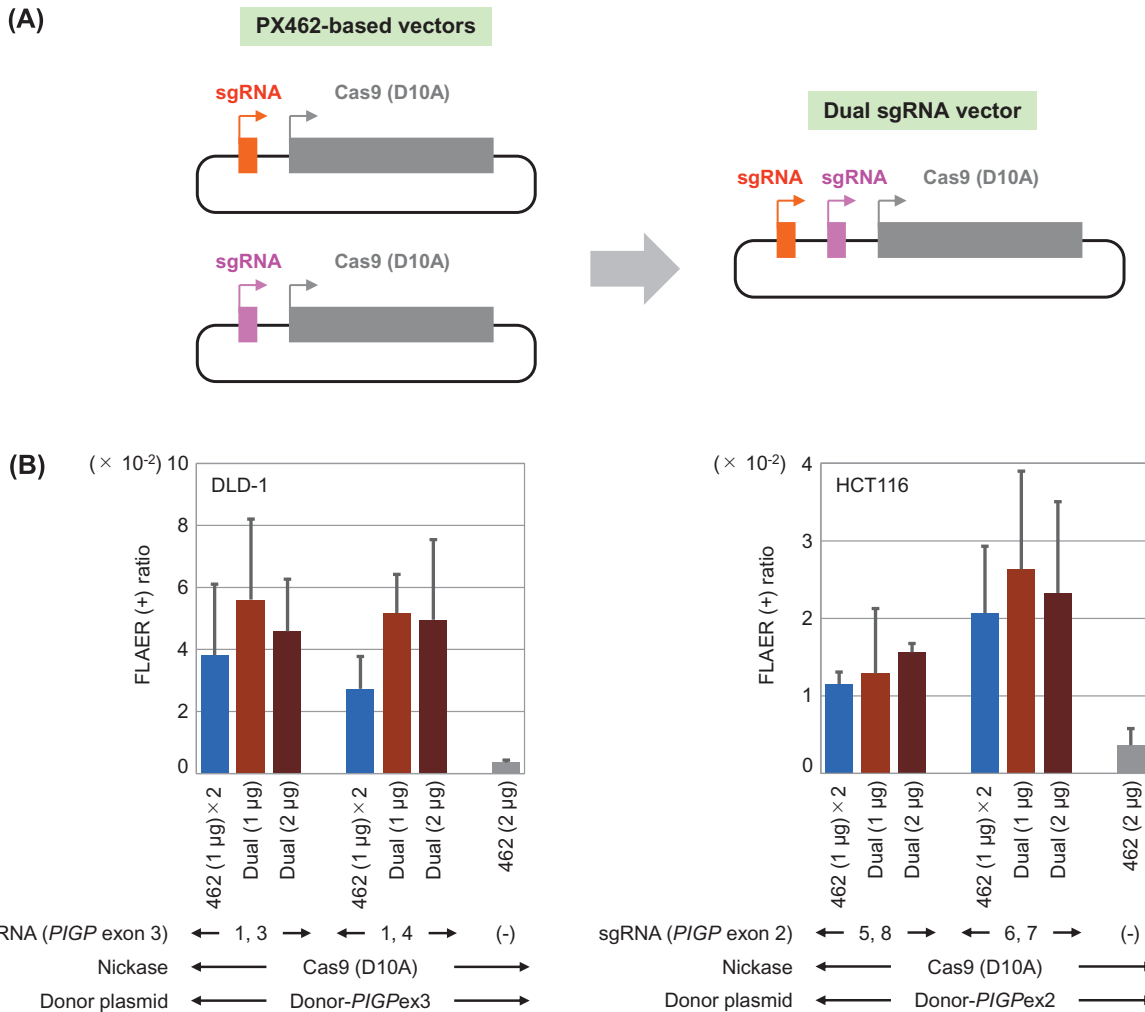 (A)
PX462-based vectors
sgRNA
Cas9 (D10A)
sgRNA
Cas9 (D10A)
Dual sgRNA vector
sgRNA
sgRNA
Cas9 (D10A)
(B)
(× 10-2)
10
8
6
4
2
0
FLAER (+) ratio
DLD-1
462 (1 μg) × 2
Dual (1 μg)
Dual (2 μg)
462 (1 μg) × 2
Dual (1 μg)
Dual (2 μg)
462 (2 μg)
RNA (PIGP exon 3)
1, 3
1, 4
(-)
Nickase
Cas9 (D10A)
Donor plasmid
Donor-PIGPex3
(× 10-2)
4
3
2
1
0
FLAER (+) ratio
HCT116
462 (1 μg) × 2
Dual (1 μg)
Dual (2 μg)
462 (1 μg) × 2
Dual (1 μg)
Dual (2 μg)
462 (2 μg)
sgRNA (PIGP exon 2)
5, 8
6, 7
(-)
Nickase
Cas9 (D10A)
Donor plasmid
Donor-PIGPex2